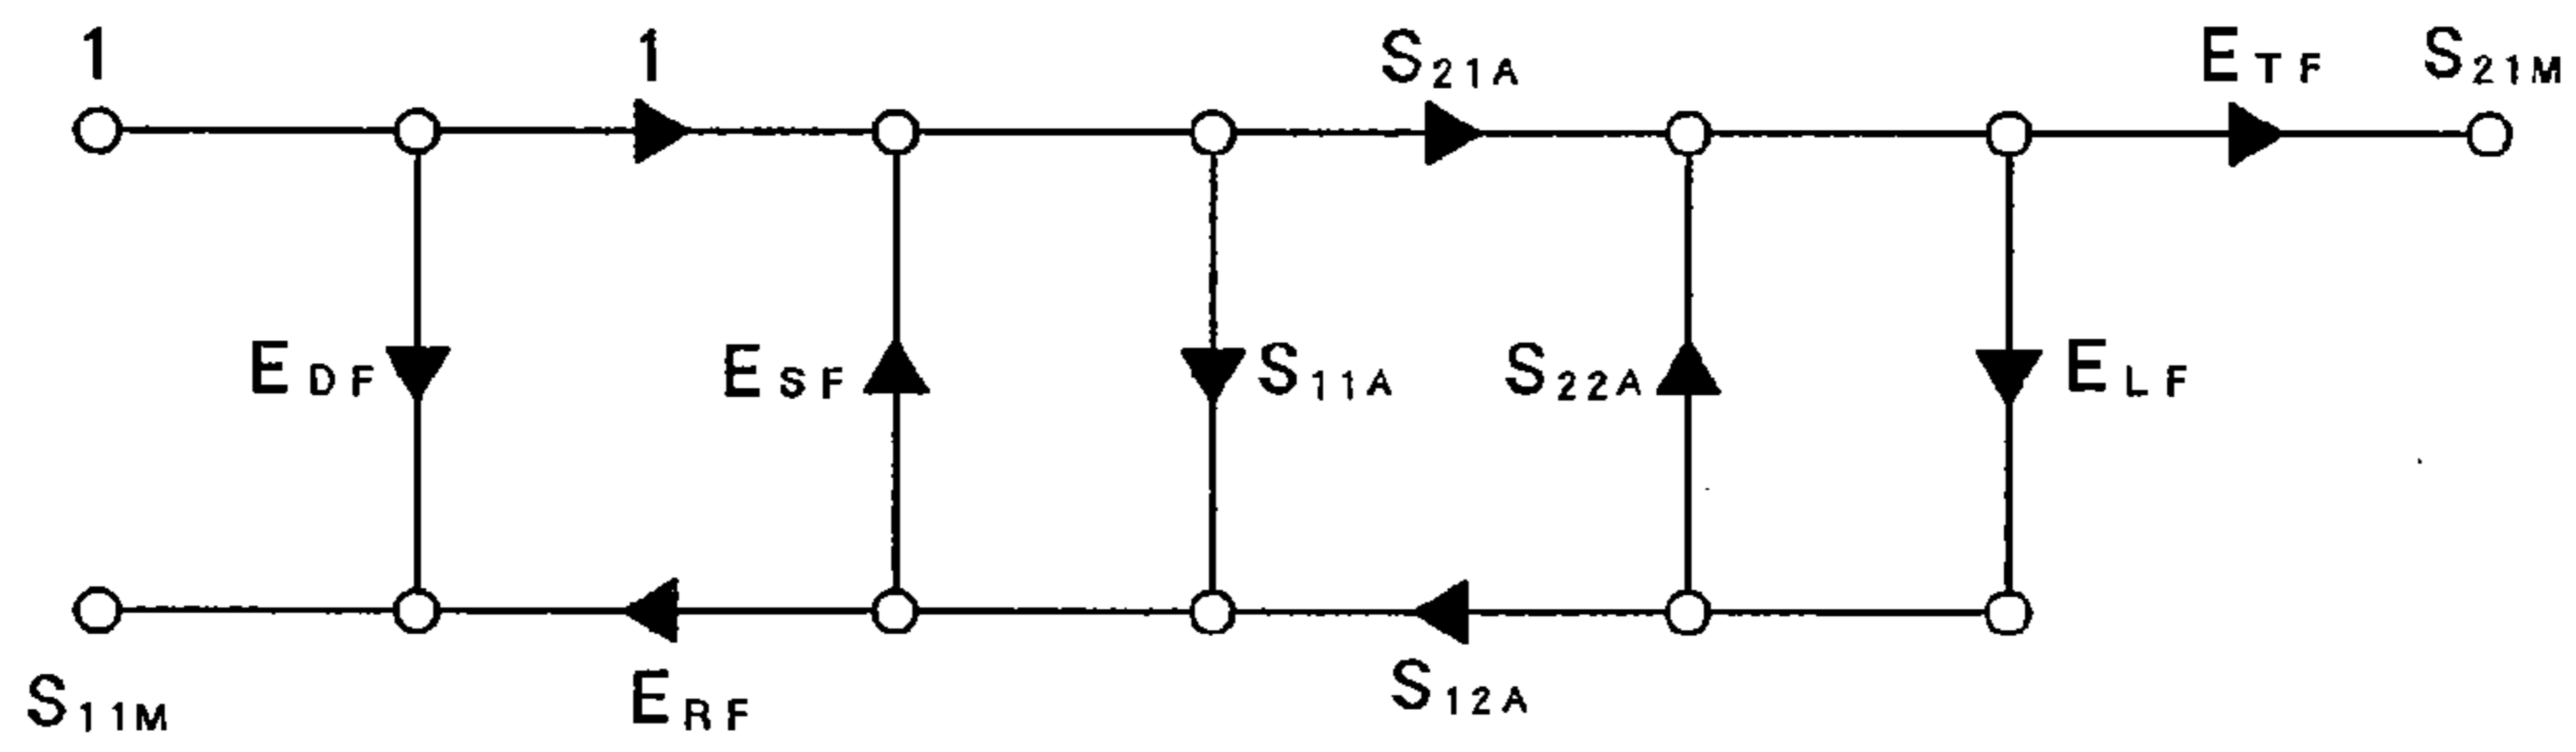 1 1 S21A ETF S21M
EDF ESF S11A S22A ELF
S11M ERF S12A